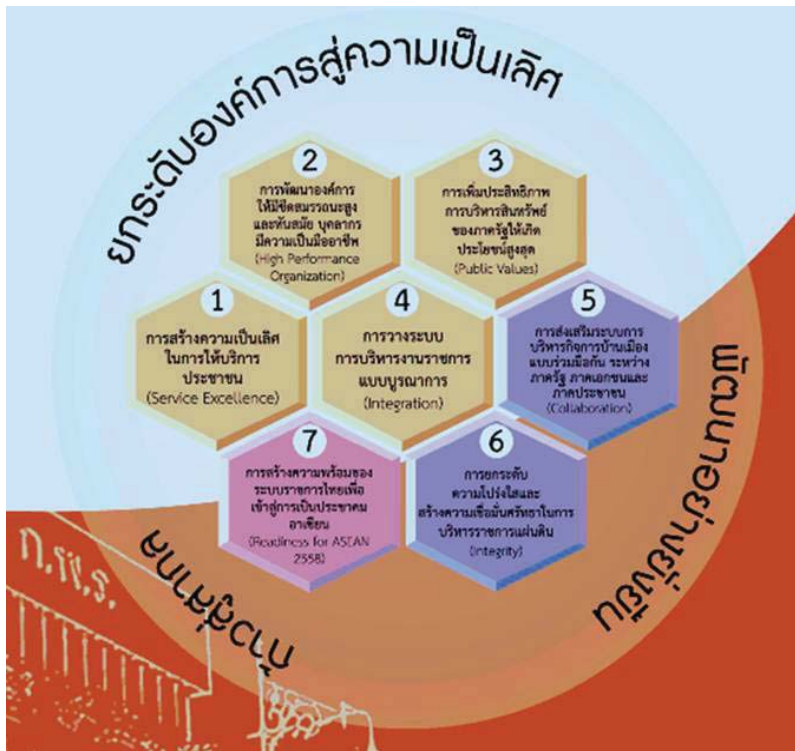 ยกระดับองค์การสู่ความเป็นเลิศ
2
การพัฒนาองค์การ
ให้มีขีดสมรรถนะสูง
และทันสมัย บุคลากร
มีความเป็นมืออาชีพ
(High Performance
Organization)
3
การเพิ่มประสิทธิภาพ
การบริหารสินทรัพย์
ของภาครัฐให้เกิด
ประโยชน์สูงสุด
(Public Values)
1
การสร้างความเป็นเลิศ
ในการให้บริการ
ประชาชน
(Service Excellence)
4
การวางระบบ
การบริหารงานราชการ
แบบบูรณาการ
(Integration)
5
การส่งเสริมระบบการ
บริหารกิจการบ้านเมือง
แบบร่วมมือกัน ระหว่าง
ภาครัฐ ภาคเอกชนและ
ภาคประชาชน
(Collaboration)
7
การสร้างความพร้อมของ
ระบบราชการไทยเพื่อ
เข้าสู่การเป็นประชาคม
อาเซียน
(Readiness for ASEAN
2558)
6
การยกระดับ
ความโปร่งใสและ
สร้างความเชื่อมั่นศรัทธาในการ
บริหารราชการแผ่นดิน
(Integrity)
พัฒนาอย่างยั่งยืน
ก้าวสู่สากล
ก.พ.ร.